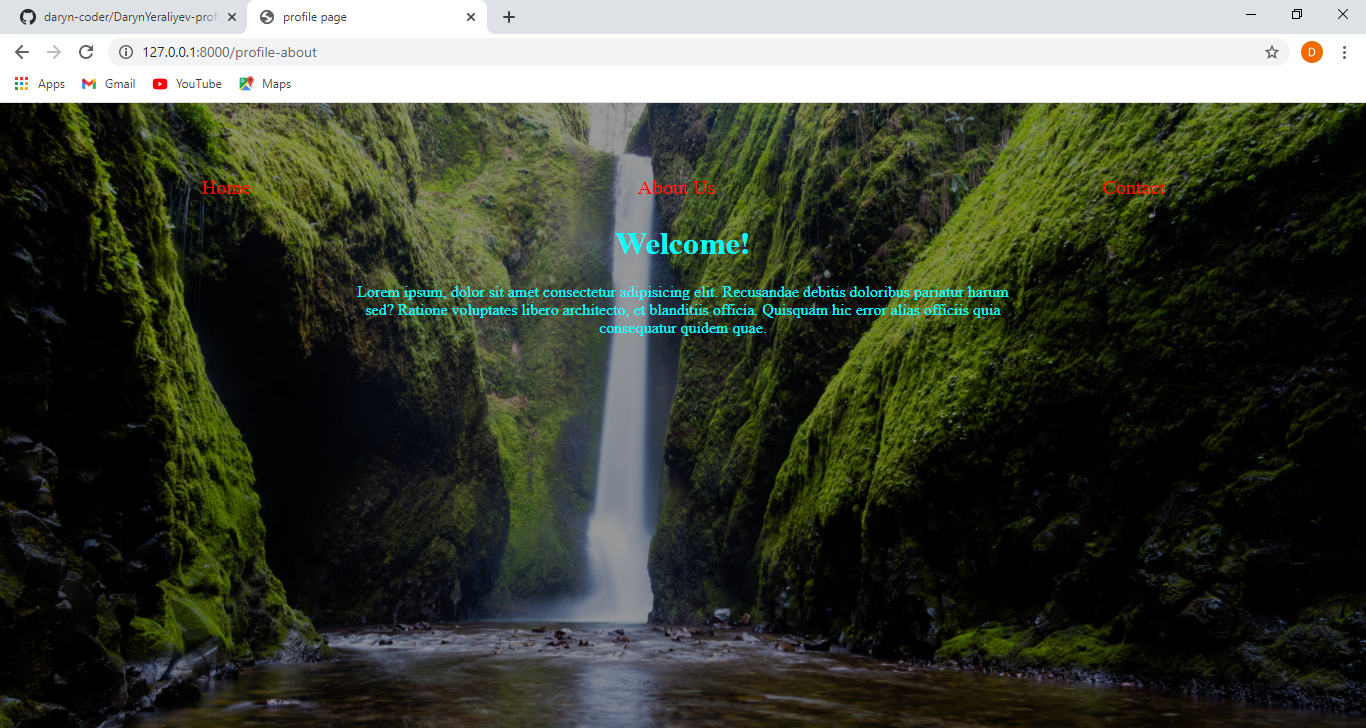 daryn-coder/DarynYeraliyev-prof
profile page
127.0.0.1:8000/profile-about
D
Apps
Gmail
YouTube
Maps
Home
About Us
Contact
Welcome!
Lorem ipsum, dolor sit amet consectetur adipisicing elit. Recusandae debitis doloribus pariatur harum
sed? Ratione voluptates libero architecto, et blanditiis officia. Quisquam hic error alias officiis quia
consequatur quidem quae.